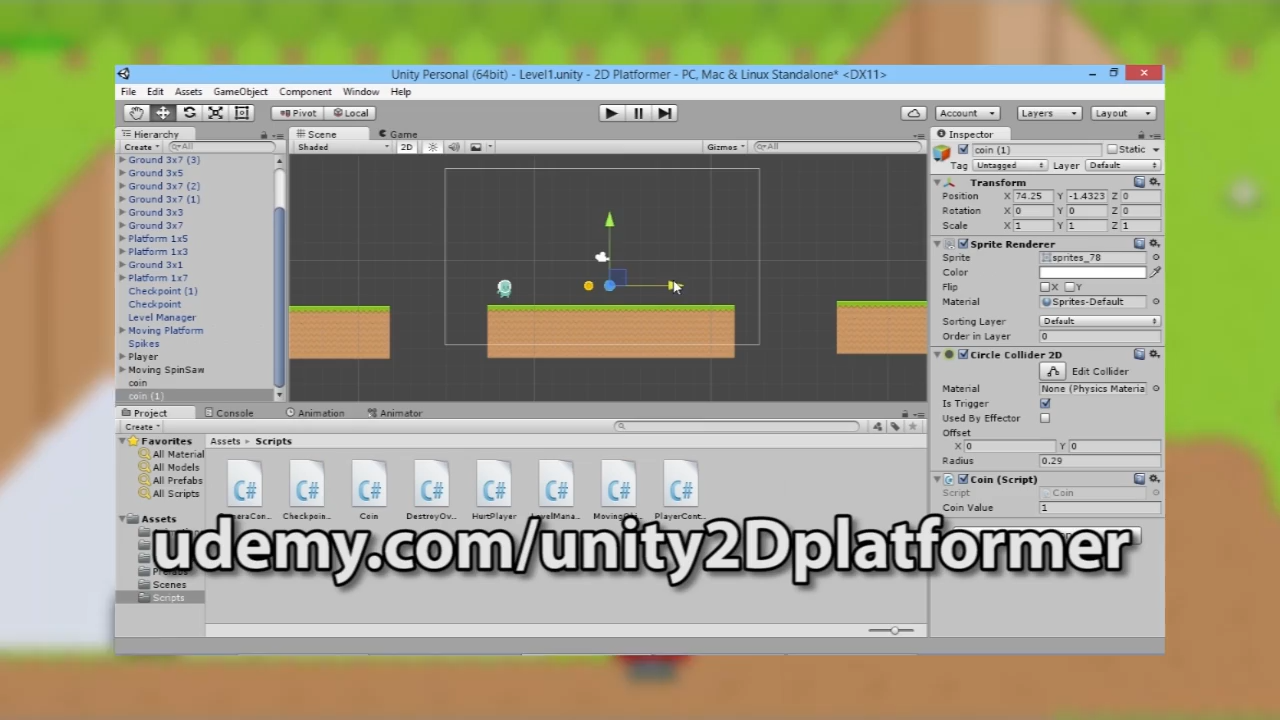 Unity Personal (64bit) - Level1.unity - 2D Platformer - PC, Mac & Linux Standalone* <DX11>
File Edit Assets GameObject Component Window Help
Pivot Local Account Layers Layout
Hierarchy
Create All
Ground 3x7 (3)
Ground 3x5
Ground 3x7 (2)
Ground 3x7 (1)
Ground 3x3
Ground 3x7
Platform 1x5
Platform 1x3
Ground 3x1
Platform 1x7
Checkpoint (1)
Checkpoint
Level Manager
Moving Platform
Spikes
Player
Moving SpinSaw
coin
coin (1)
Scene Game
Shaded 2D Gizmos All
Inspector
coin (1) Static
Tag Untagged Layer Default
Transform
Position X 74.25 Y -1.4323 Z 0
Rotation X 0 Y 0 Z 0
Scale X 1 Y 1 Z 1
Sprite Renderer
Sprite sprites_78
Color
Flip X Y
Material Sprites-Default
Sorting Layer Default
Order in Layer 0
Circle Collider 2D
Edit Collider
Material None (Physics Materia
Is Trigger
Used By Effector
Offset
X 0 Y 0
Radius 0.29
Coin (Script)
Script Coin
Coin Value 1
Project Console Animation Animator
Create
Favorites
All Material
All Models
All Prefabs
All Scripts
Assets
Prefabs
Scenes
Scripts
Assets Scripts
C# C# C# C# C# C# C# C#
Checkpoin... Coin DestroyOv... HurtPlayer LevelMana... PlayerCont...
udemy.com/unity2Dplatformer